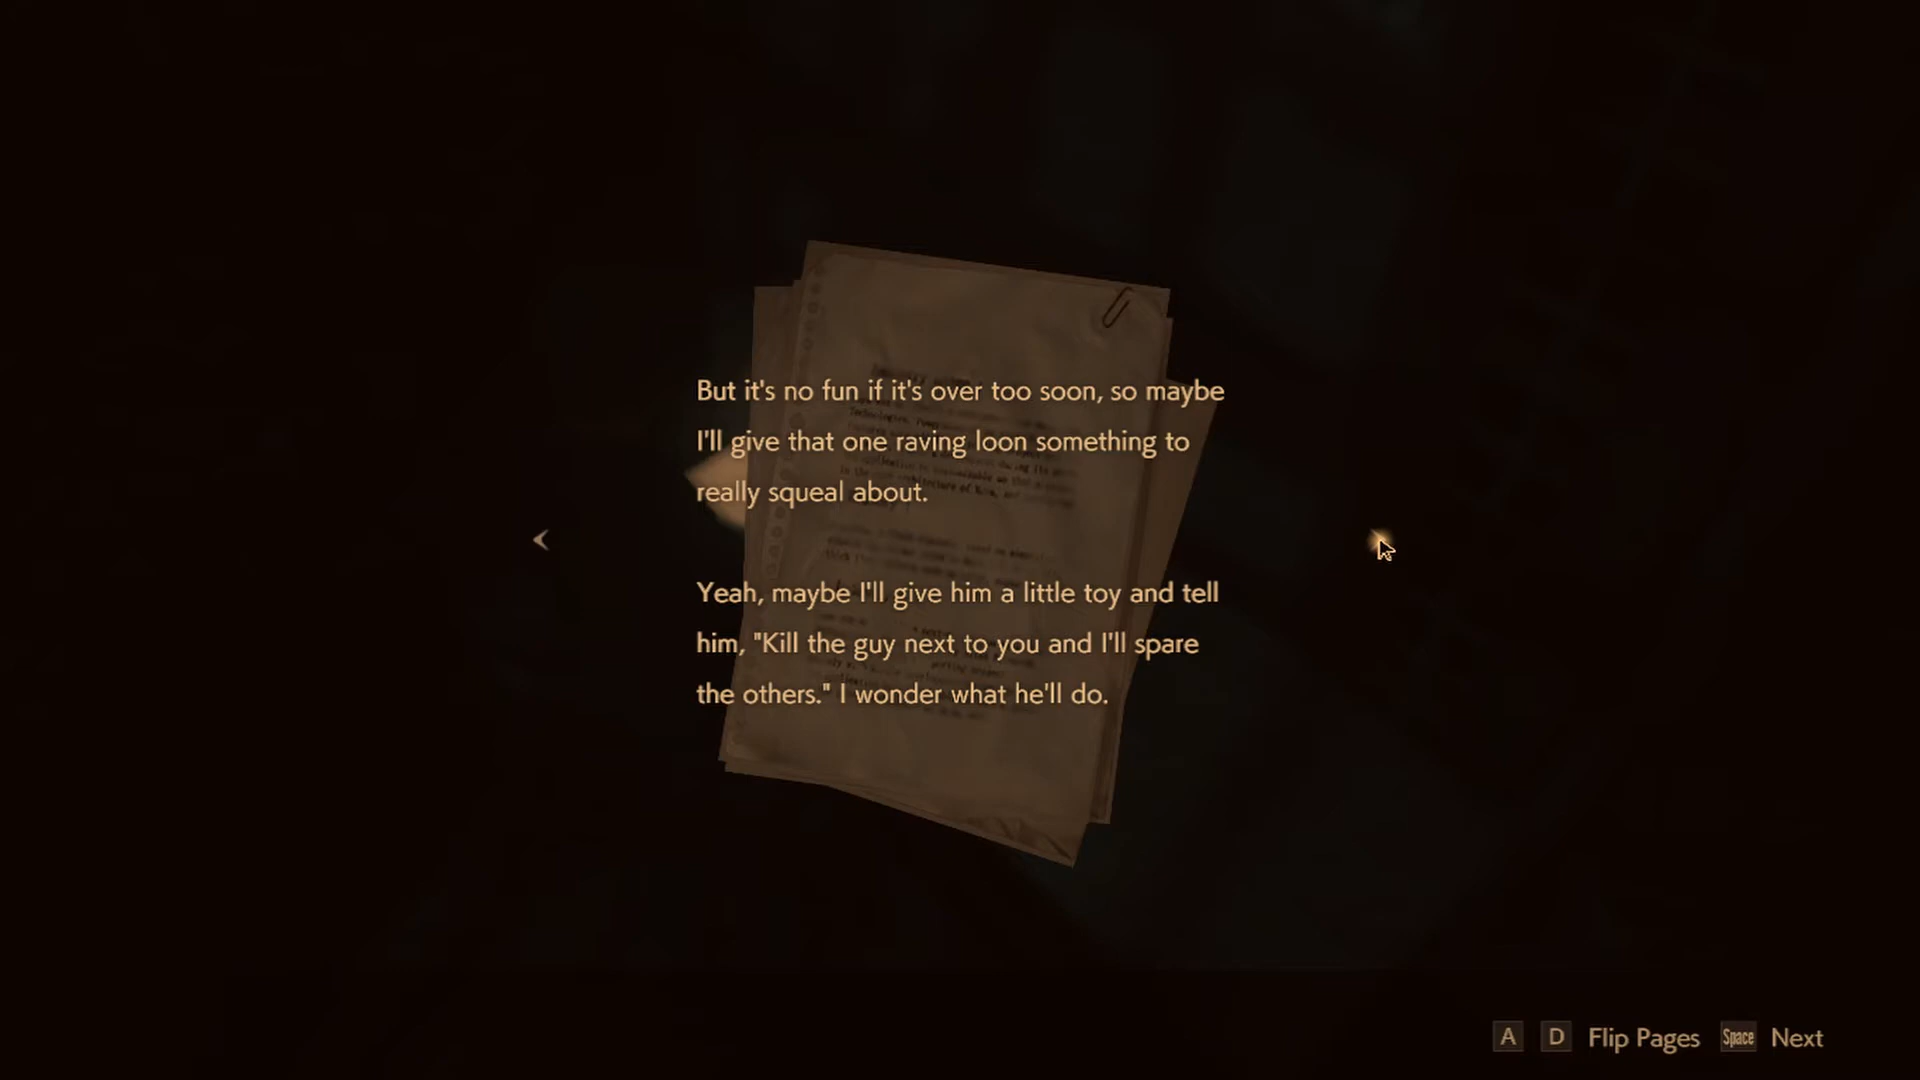 But it's no fun if it's over too soon, so maybe
I'll give that one raving loon something to
really squeal about.
Yeah, maybe I'll give him a little toy and tell
him, "Kill the guy next to you and I'll spare
the others." I wonder what he'll do.
A D Flip Pages Space Next